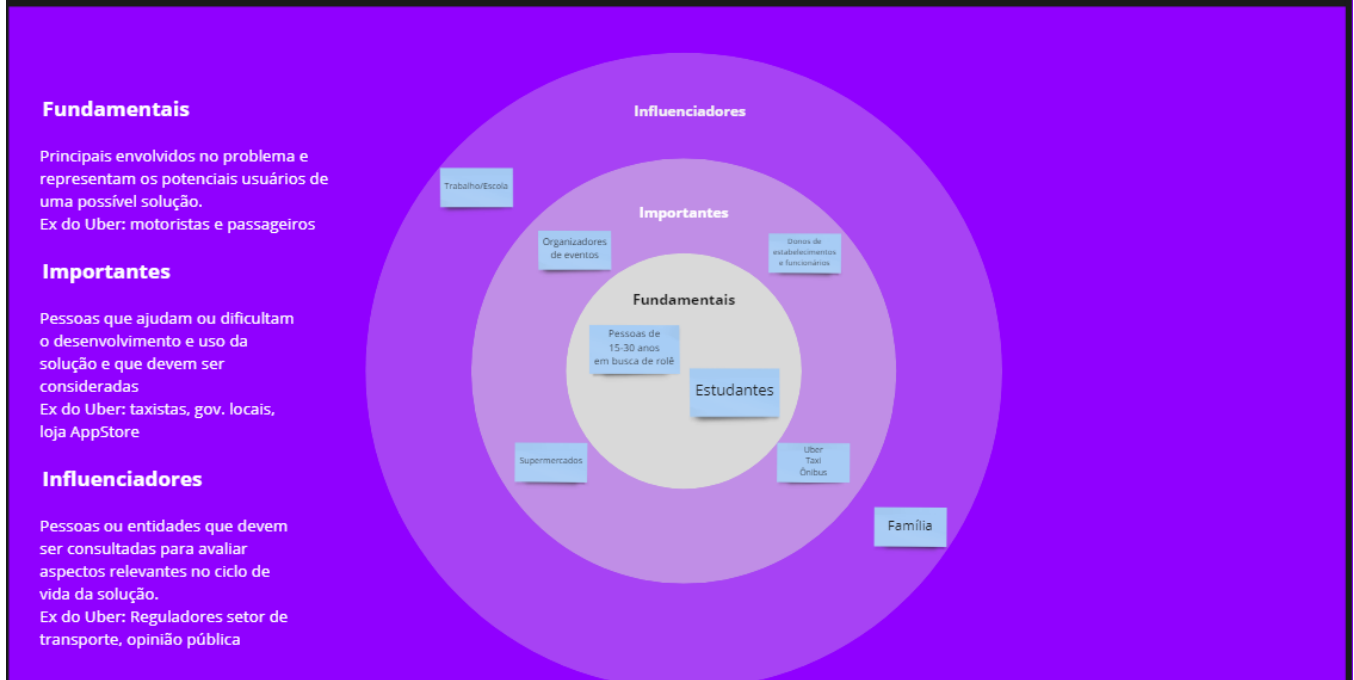 Fundamentais
Principais envolvidos no problema e
representam os potenciais usuários de
uma possível solução.
Ex do Uber: motoristas e passageiros
Importantes
Pessoas que ajudam ou dificultam
o desenvolvimento e uso da
solução e que devem ser
consideradas
Ex do Uber: taxistas, gov. locais,
loja AppStore
Influenciadores
Pessoas ou entidades que devem
ser consultadas para avaliar
aspectos relevantes no ciclo de
vida da solução.
Ex do Uber: Reguladores setor de
transporte, opinião pública
Influenciadores
Trabalho/Escola
Importantes
Organizadores
de eventos
Donos de
estabelecimentos
e funcionários
Fundamentais
Pessoas de
15-30 anos
em busca de rolê
Estudantes
Supermercados
Uber
Taxi
Ônibus
Família